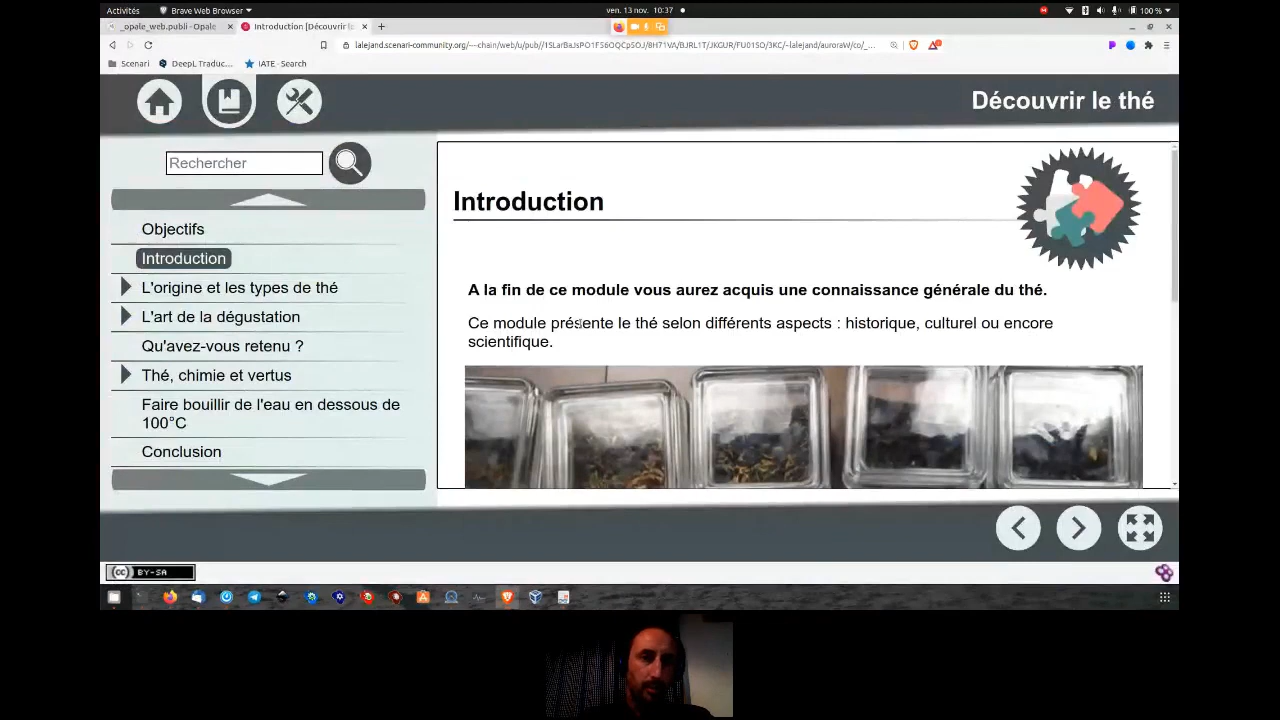 Activités
Brave Web Browser
ven. 13 nov. 10:37
100 %
_opale_web.publi - Opale
Introduction [Découvrir le
Scenari
DeepL Traduc…
IATE - Search
Découvrir le thé
Rechercher
Objectifs
Introduction
L'origine et les types de thé
L'art de la dégustation
Qu'avez-vous retenu ?
Thé, chimie et vertus
Faire bouillir de l'eau en dessous de
100°C
Conclusion
Introduction
A la fin de ce module vous aurez acquis une connaissance générale du thé.
Ce module présente le thé selon différents aspects : historique, culturel ou encore
scientifique.
cc BY-SA